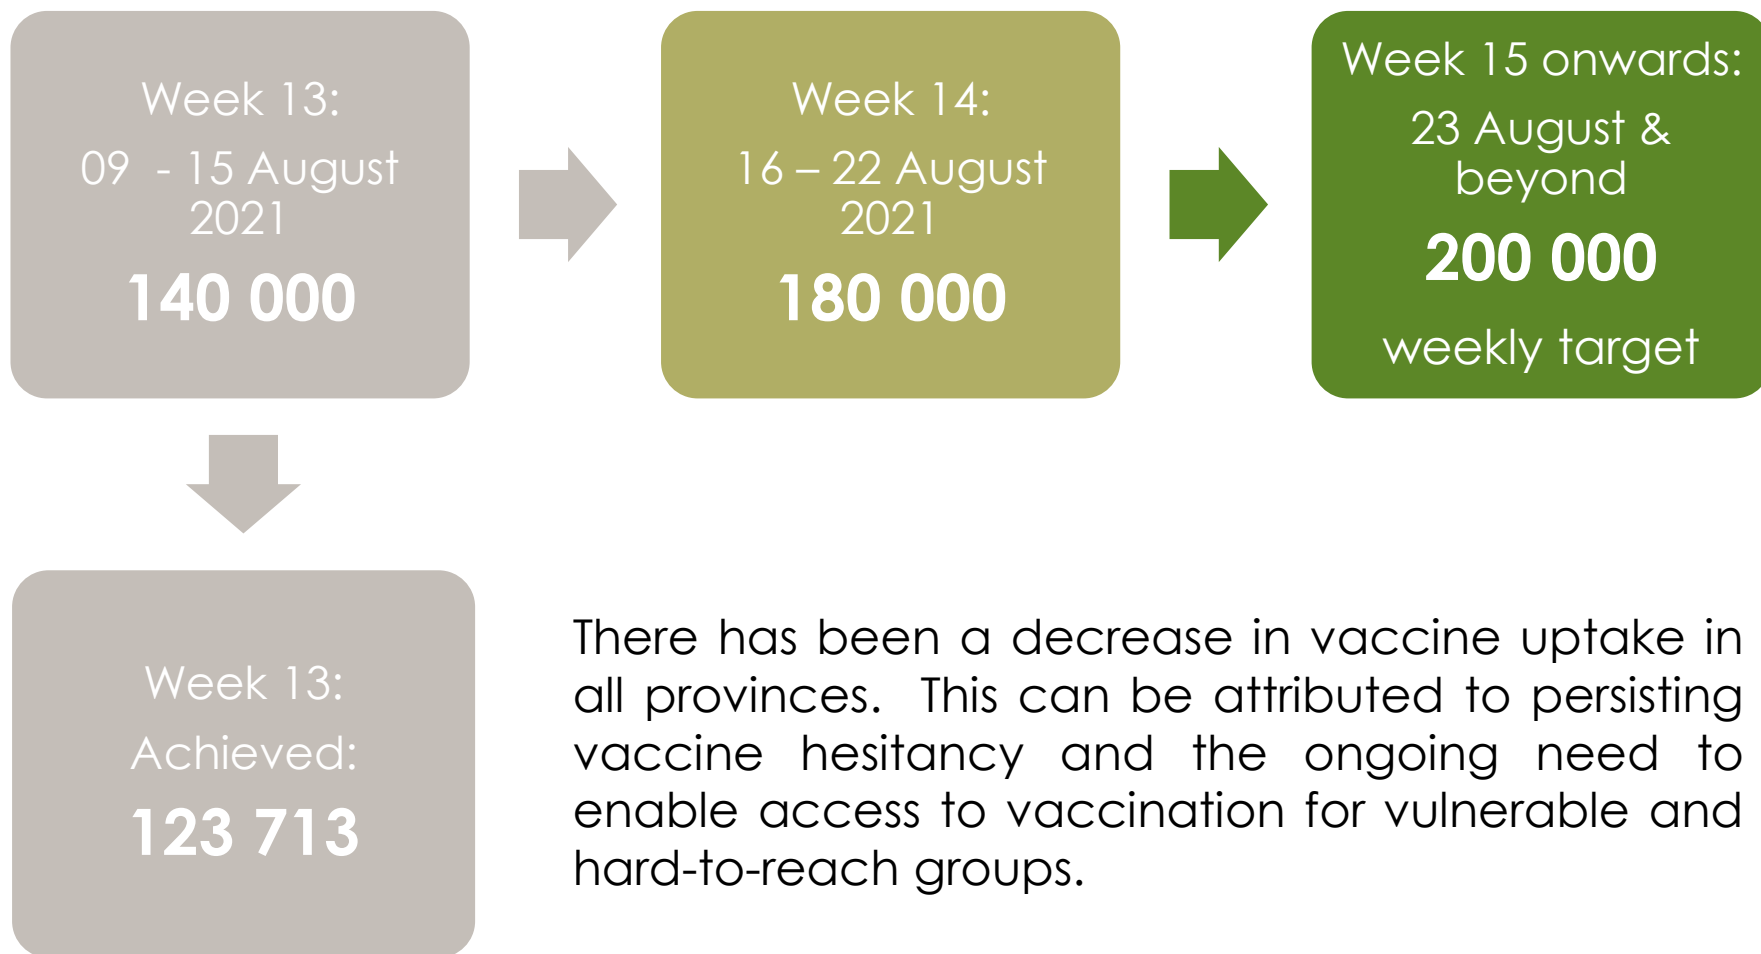 Week 13:
09 - 15 August
2021
140 000
Week 14:
16 – 22 August
2021
180 000
Week 15 onwards:
23 August &
beyond
200 000
weekly target
Week 13:
Achieved:
123 713
There has been a decrease in vaccine uptake in
all provinces. This can be attributed to persisting
vaccine hesitancy and the ongoing need to
enable access to vaccination for vulnerable and
hard-to-reach groups.